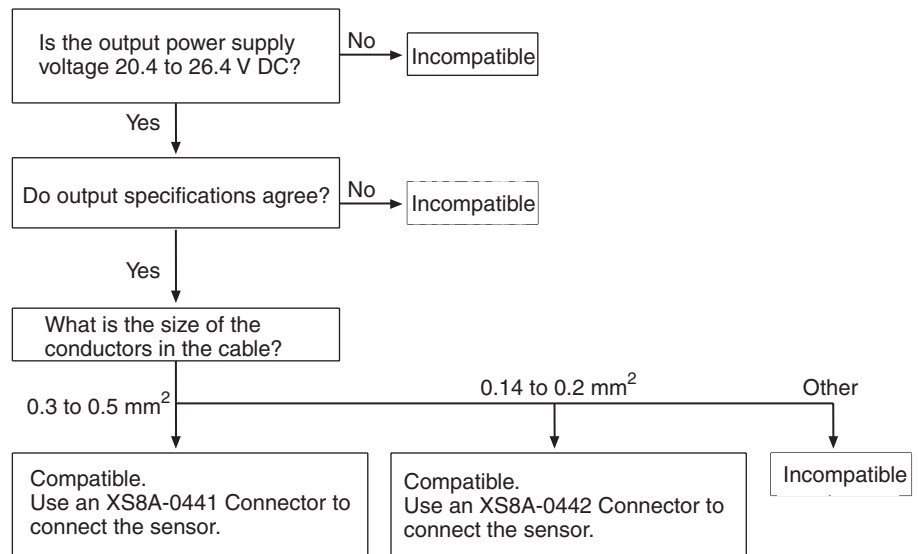 Is the output power supply
voltage 20.4 to 26.4 V DC?
No
Incompatible
Yes
Do output specifications agree?
No
Incompatible
Yes
What is the size of the
conductors in the cable?
0.3 to 0.5 mm²
0.14 to 0.2 mm²
Other
Compatible.
Use an XS8A-0441 Connector to
connect the sensor.
Compatible.
Use an XS8A-0442 Connector to
connect the sensor.
Incompatible